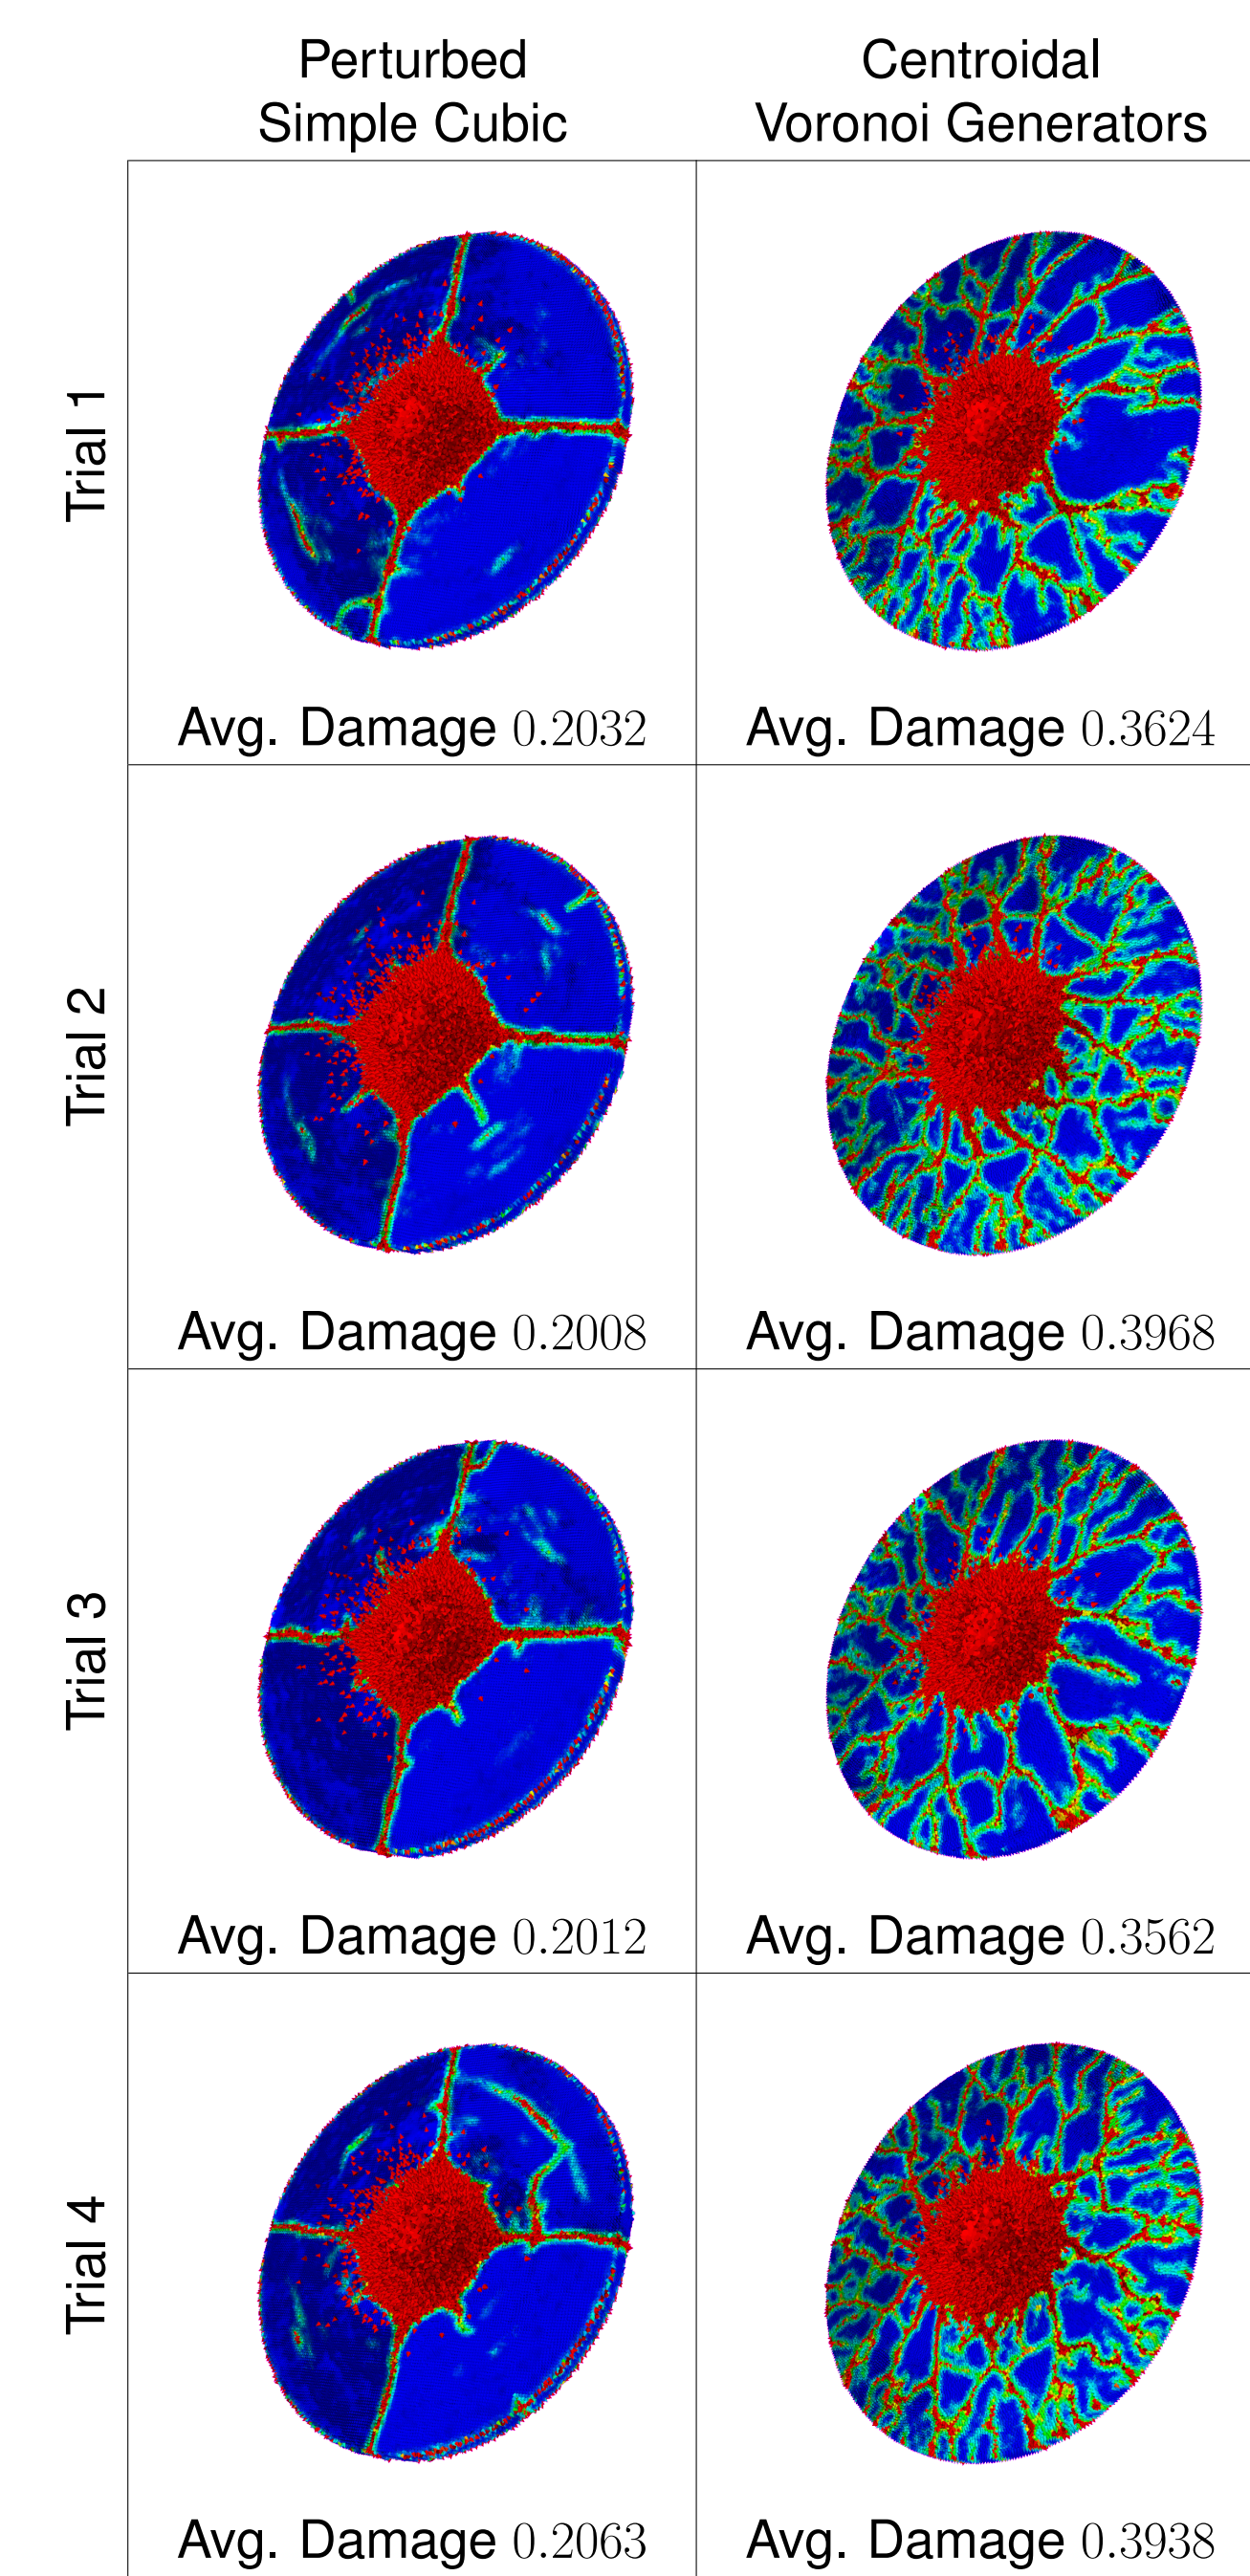 Perturbed
Simple Cubic
Centroidal
Voronoi Generators
Trial 1
Avg. Damage 0.2032
Avg. Damage 0.3624
Trial 2
Avg. Damage 0.2008
Avg. Damage 0.3968
Trial 3
Avg. Damage 0.2012
Avg. Damage 0.3562
Trial 4
Avg. Damage 0.2063
Avg. Damage 0.3938